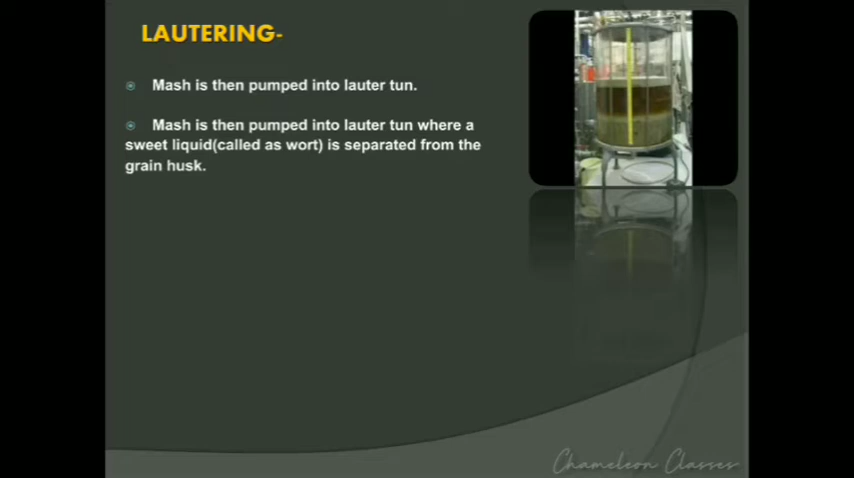 LAUTERING-
Mash is then pumped into lauter tun.
Mash is then pumped into lauter tun where a
sweet liquid(called as wort) is separated from the
grain husk.
Chameleon Classes